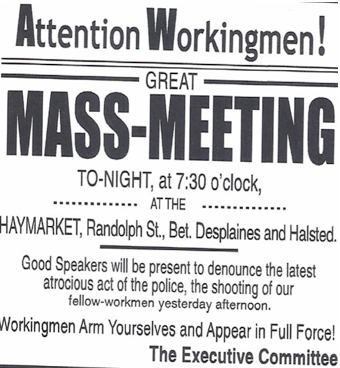 Attention Workingmen!
GREAT
MASS-MEETING
TO-NIGHT, at 7:30 o'clock,
AT THE
HAYMARKET, Randolph St., Bet. Desplaines and Halsted.
Good Speakers will be present to denounce the latest
atrocious act of the police, the shooting of our
fellow-workmen yesterday afternoon.
Workingmen Arm Yourselves and Appear in Full Force!
The Executive Committee